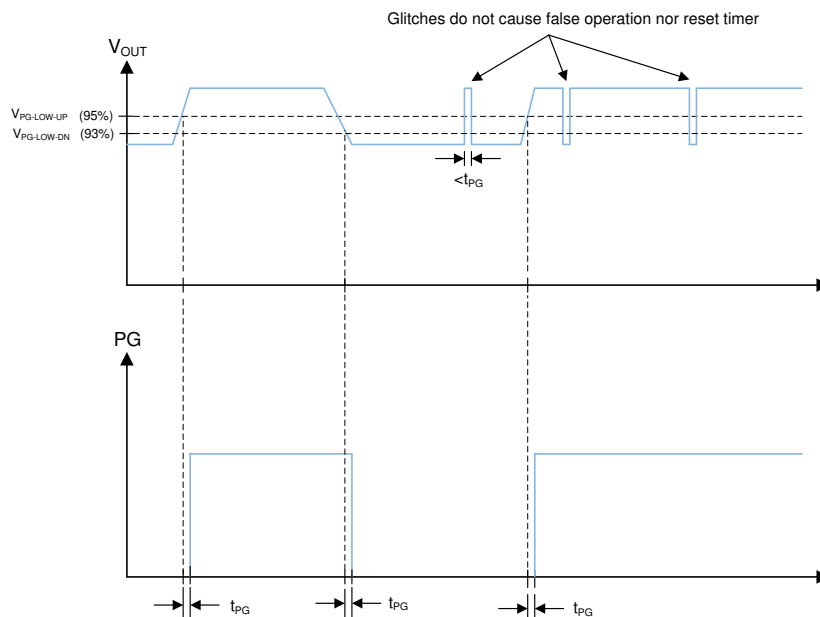 Glitches do not cause false operation nor reset timer
VOUT
VPG-LOW-UP (95%)
VPG-LOW-DN (93%)
<tPG
PG
tPG
tPG
tPG